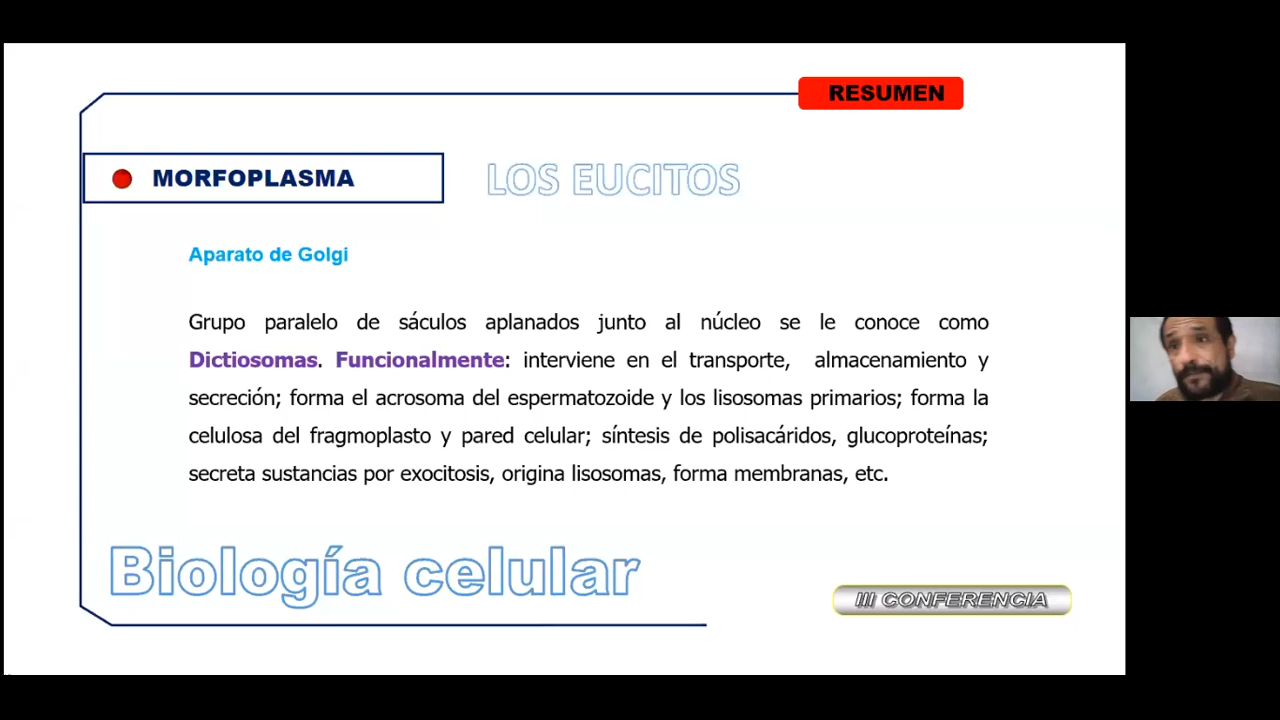 RESUMEN
MORFOPLASMA
LOS EUCITOS
Aparato de Golgi
Grupo paralelo de sáculos aplanados junto al núcleo se le conoce como
Dictiosomas. Funcionalmente: interviene en el transporte, almacenamiento y
secreción; forma el acrosoma del espermatozoide y los lisosomas primarios; forma la
celulosa del fragmoplasto y pared celular; síntesis de polisacáridos, glucoproteínas;
secreta sustancias por exocitosis, origina lisosomas, forma membranas, etc.
Biología celular
III CONFERENCIA